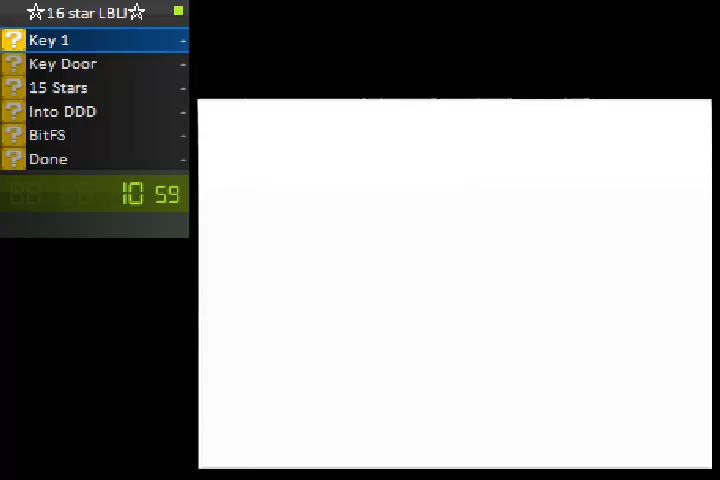 ☆16 star LBLJ☆
Key 1 -
Key Door -
15 Stars -
Into DDD -
BitFS -
Done -
10 59